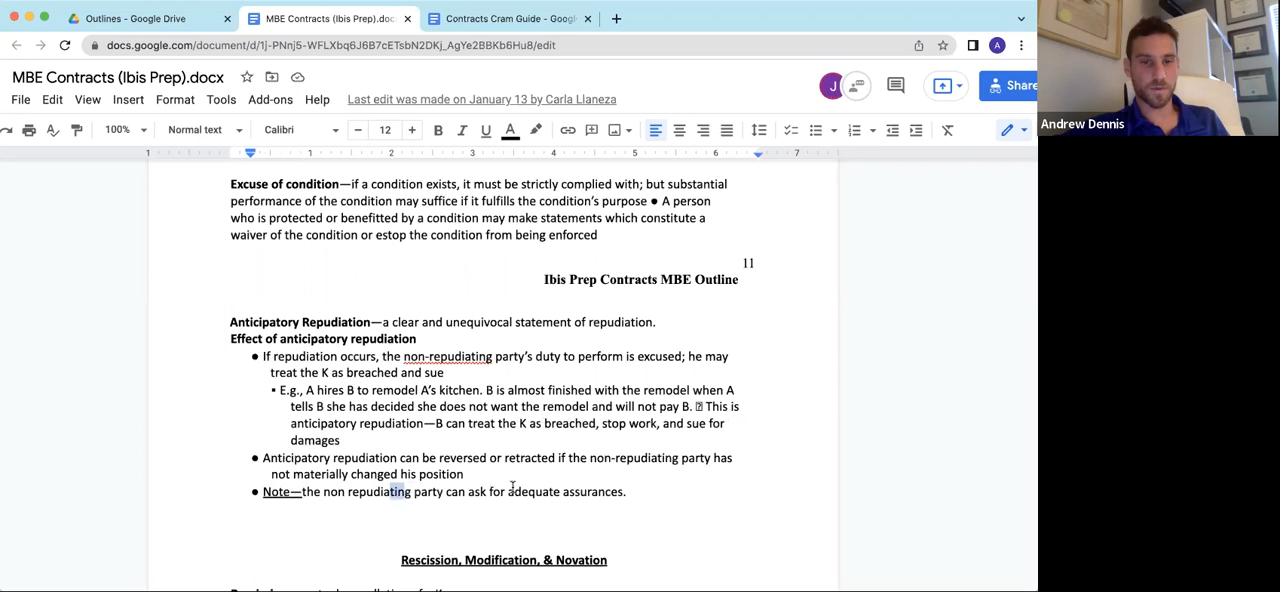 Outlines - Google Drive
MBE Contracts (Ibis Prep).doc
Contracts Cram Guide - Google
docs.google.com/document/d/1j-PNnj5-WFLXbq6J6B7cETsbN2DKj_AgYe2BBKb6Hu8/edit
A
MBE Contracts (Ibis Prep).docx
J
Share
File Edit View Insert Format Tools Add-ons Help Last edit was made on January 13 by Carla Llaneza
100% Normal text Calibri 12 B I U A
Andrew Dennis
1 1 2 3 4 5 6 7
Excuse of condition—if a condition exists, it must be strictly complied with; but substantial
performance of the condition may suffice if it fulfills the condition's purpose ● A person
who is protected or benefitted by a condition may make statements which constitute a
waiver of the condition or estop the condition from being enforced
11
Ibis Prep Contracts MBE Outline
Anticipatory Repudiation—a clear and unequivocal statement of repudiation.
Effect of anticipatory repudiation
● If repudiation occurs, the non-repudiating party's duty to perform is excused; he may
treat the K as breached and sue
▪ E.g., A hires B to remodel A's kitchen. B is almost finished with the remodel when A
tells B she has decided she does not want the remodel and will not pay B. This is
anticipatory repudiation—B can treat the K as breached, stop work, and sue for
damages
● Anticipatory repudiation can be reversed or retracted if the non-repudiating party has
not materially changed his position
● Note—the non repudiating party can ask for adequate assurances.
Rescission, Modification, & Novation